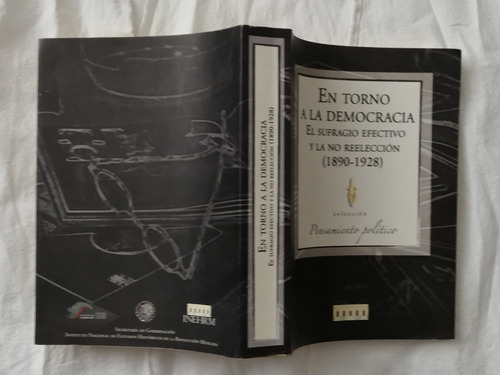 EN TORNO
A LA DEMOCRACIA
EL SUFRAGIO EFECTIVO
Y LA NO REELECCIÓN
(1890-1928)
colección
Pensamiento político
EN TORNO A LA DEMOCRACIA
EL SUFRAGIO EFECTIVO Y LA NO REELECCIÓN (1890-1928)
INEHRM
SECRETARÍA DE GOBERNACIÓN
INSTITUTO NACIONAL DE ESTUDIOS HISTÓRICOS DE LA REVOLUCIÓN MEXICANA